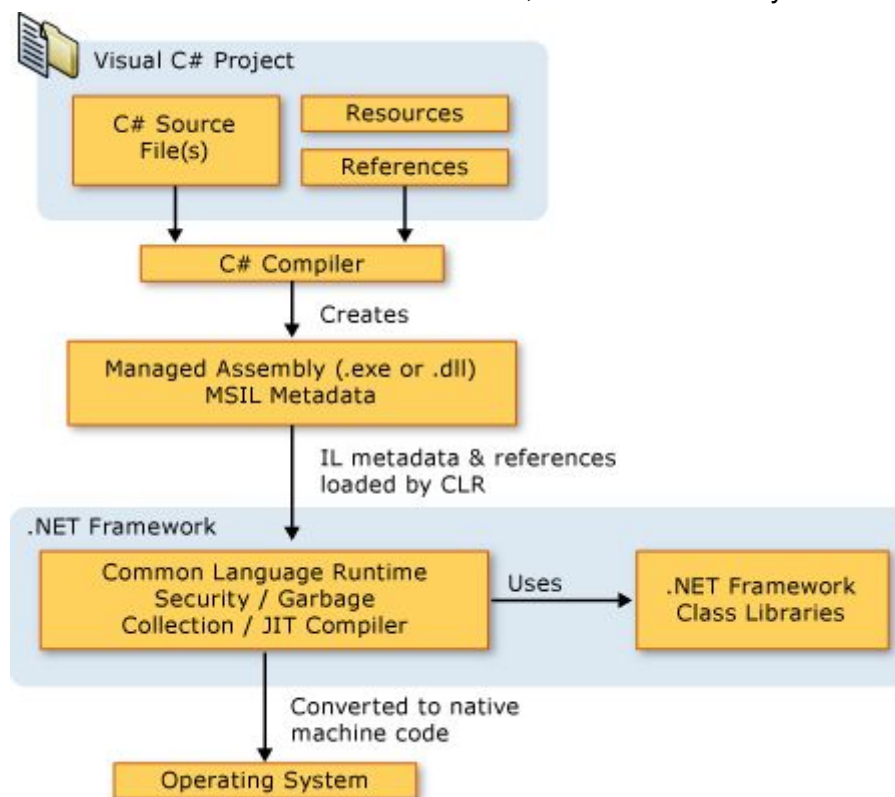 Visual C# Project
C# Source
File(s)
Resources
References
C# Compiler
Creates
Managed Assembly (.exe or .dll)
MSIL Metadata
IL metadata & references
loaded by CLR
.NET Framework
Common Language Runtime
Security / Garbage
Collection / JIT Compiler
Uses
.NET Framework
Class Libraries
Converted to native
machine code
Operating System